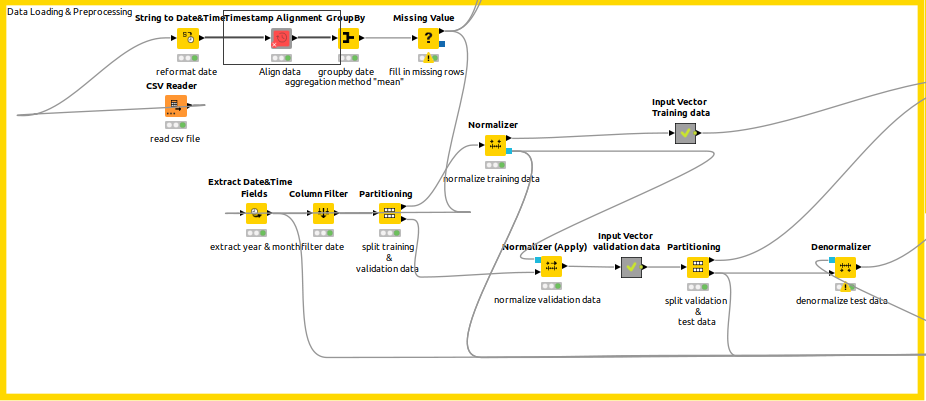 Data Loading & Preprocessing
String to Date&Time
Timestamp Alignment
GroupBy
Missing Value
reformat date
Align data
groupby date
aggregation method "mean"
fill in missing rows
CSV Reader
read csv file
Input Vector
Training data
Normalizer
normalize training data
Extract Date&Time
Fields
Column Filter
Partitioning
extract year & month
filter date
split training
&
validation data
Normalizer (Apply)
Input Vector
validation data
Partitioning
Denormalizer
normalize validation data
split validation
&
test data
denormalize test data